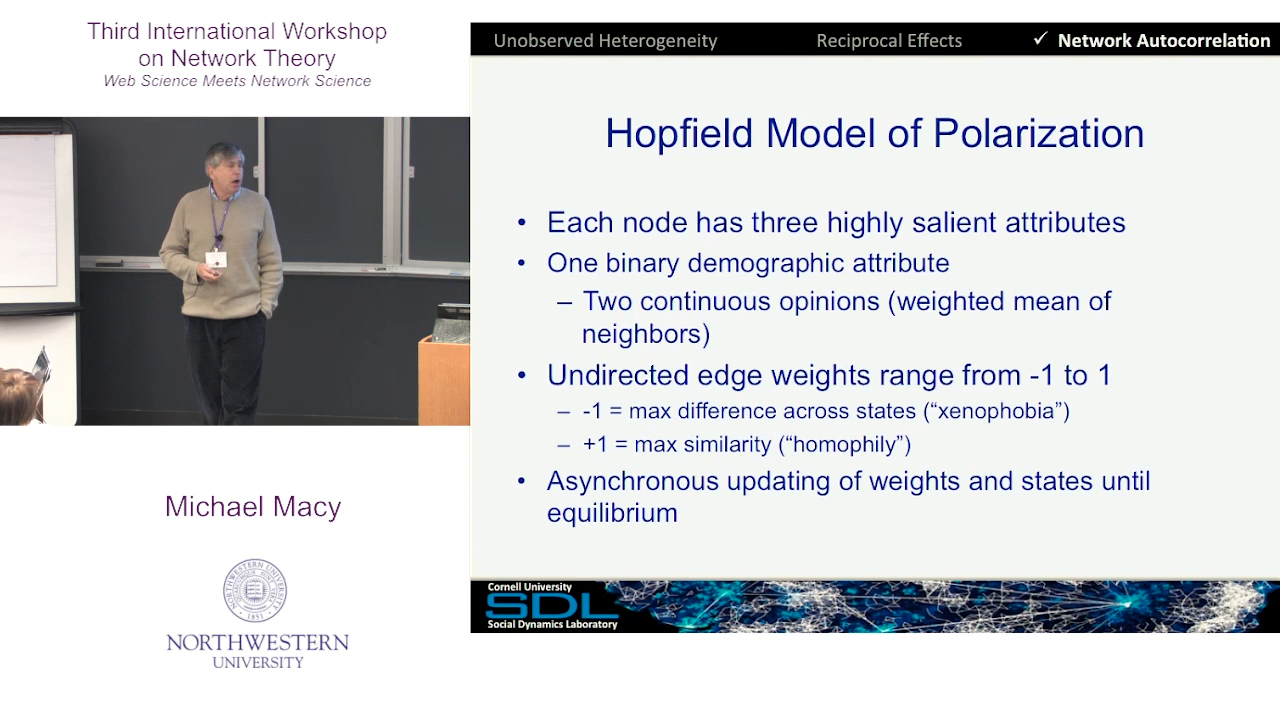 Third International Workshop
on Network Theory
Web Science Meets Network Science
Michael Macy
NORTHWESTERN UNIVERSITY
1851
NORTHWESTERN
UNIVERSITY
Unobserved Heterogeneity Reciprocal Effects ✓ Network Autocorrelation
Hopfield Model of Polarization
• Each node has three highly salient attributes
• One binary demographic attribute
– Two continuous opinions (weighted mean of
neighbors)
• Undirected edge weights range from -1 to 1
– -1 = max difference across states (“xenophobia”)
– +1 = max similarity (“homophily”)
• Asynchronous updating of weights and states until
equilibrium
Cornell University
SDL
Social Dynamics Laboratory